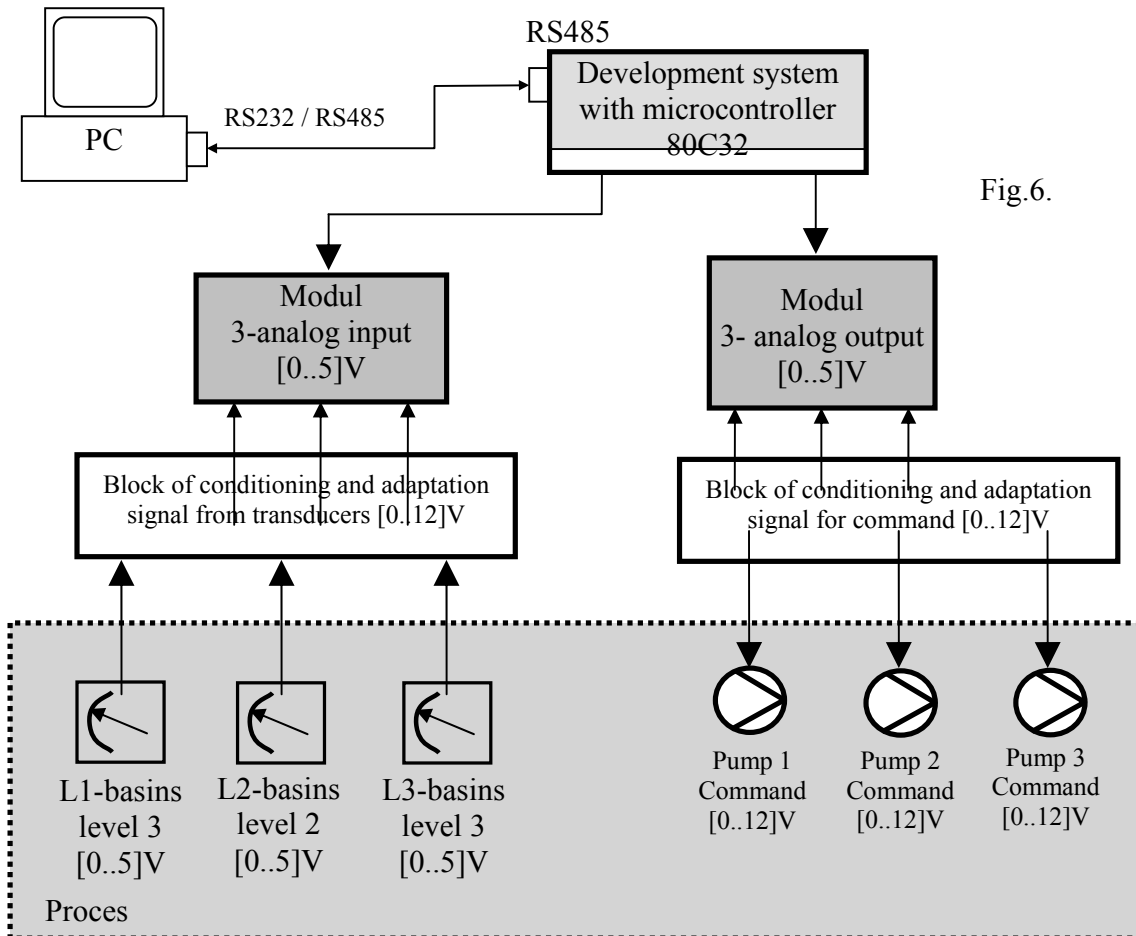 RS485
Development system
with microcontroller
80C32
RS232 / RS485
PC
Fig.6.
Modul
3-analog input
[0..5]V
Modul
3- analog output
[0..5]V
Block of conditioning and adaptation
signal from transducers [0..12]V
Block of conditioning and adaptation
signal for command [0..12]V
L1-basins
level 3
[0..5]V
L2-basins
level 2
[0..5]V
L3-basins
level 3
[0..5]V
Pump 1
Command
[0..12]V
Pump 2
Command
[0..12]V
Pump 3
Command
[0..12]V
Proces